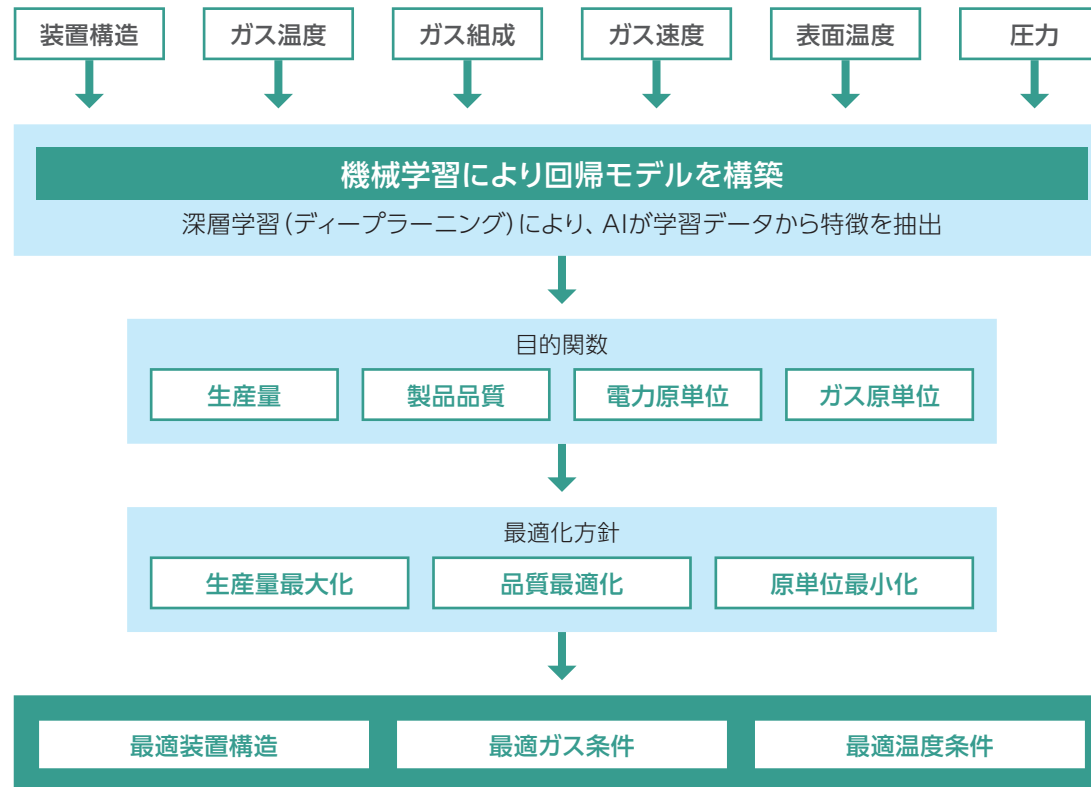 装置構造 ガス温度 ガス組成 ガス速度 表面温度 圧力
機械学習により回帰モデルを構築
深層学習(ディープラーニング)により、AIが学習データから特徴を抽出
目的関数
生産量 製品品質 電力原単位 ガス原単位
最適化方針
生産量最大化 品質最適化 原単位最小化
最適装置構造 最適ガス条件 最適温度条件